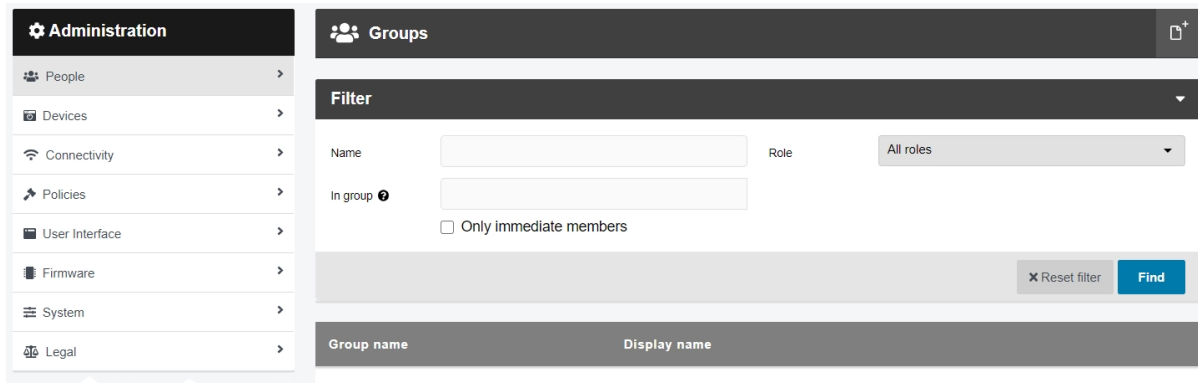 Administration
People
Devices
Connectivity
Policies
User Interface
Firmware
System
Legal
Groups
Filter
Name
Role
All roles
In group
Only immediate members
Reset filter
Find
Group name
Display name